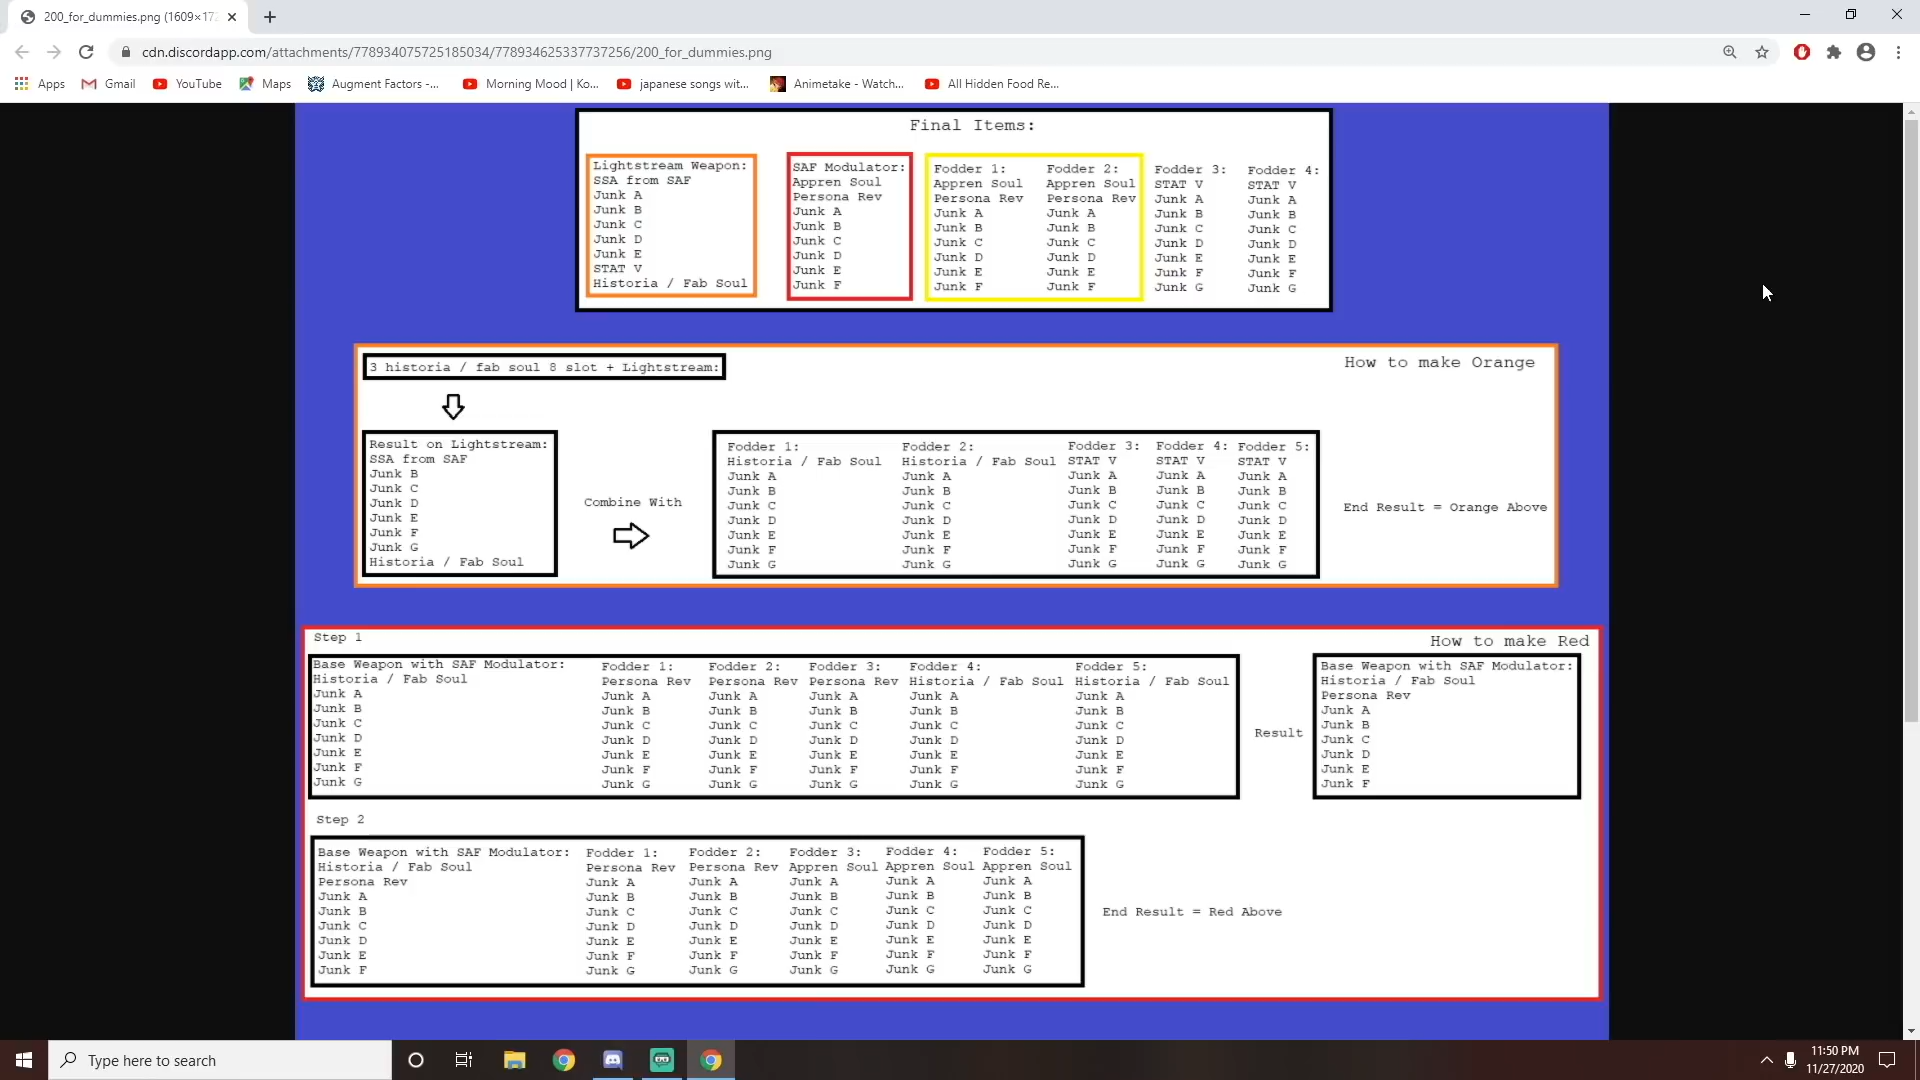 200_for_dummies.png (1609×172
cdn.discordapp.com/attachments/778934075725185034/778934625337737256/200_for_dummies.png
Apps
Gmail
YouTube
Maps
Augment Factors -...
Morning Mood | Ko...
japanese songs wit...
Animetake - Watch...
All Hidden Food Re...
Final Items:
Lightstream Weapon:
SSA from SAF
Junk A
Junk B
Junk C
Junk D
Junk E
STAT V
Historia / Fab Soul
SAF Modulator:
Appren Soul
Persona Rev
Junk A
Junk B
Junk C
Junk D
Junk E
Junk F
Fodder 1:
Appren Soul
Persona Rev
Junk A
Junk B
Junk C
Junk D
Junk E
Junk F
Fodder 2:
Appren Soul
Persona Rev
Junk A
Junk B
Junk C
Junk D
Junk E
Junk F
Fodder 3:
STAT V
Junk A
Junk B
Junk C
Junk D
Junk E
Junk F
Junk G
Fodder 4:
STAT V
Junk A
Junk B
Junk C
Junk D
Junk E
Junk F
Junk G
How to make Orange
3 historia / fab soul 8 slot + Lightstream:
Result on Lightstream:
SSA from SAF
Junk B
Junk C
Junk D
Junk E
Junk F
Junk G
Historia / Fab Soul
Combine With
Fodder 1:
Historia / Fab Soul
Junk A
Junk B
Junk C
Junk D
Junk E
Junk F
Junk G
Fodder 2:
Historia / Fab Soul
Junk A
Junk B
Junk C
Junk D
Junk E
Junk F
Junk G
Fodder 3:
STAT V
Junk A
Junk B
Junk C
Junk D
Junk E
Junk F
Junk G
Fodder 4:
STAT V
Junk A
Junk B
Junk C
Junk D
Junk E
Junk F
Junk G
Fodder 5:
STAT V
Junk A
Junk B
Junk C
Junk D
Junk E
Junk F
Junk G
End Result = Orange Above
How to make Red
Step 1
Base Weapon with SAF Modulator:
Historia / Fab Soul
Junk A
Junk B
Junk C
Junk D
Junk E
Junk F
Junk G
Fodder 1:
Persona Rev
Junk A
Junk B
Junk C
Junk D
Junk E
Junk F
Junk G
Fodder 2:
Persona Rev
Junk A
Junk B
Junk C
Junk D
Junk E
Junk F
Junk G
Fodder 3:
Persona Rev
Junk A
Junk B
Junk C
Junk D
Junk E
Junk F
Junk G
Fodder 4:
Historia / Fab Soul
Junk A
Junk B
Junk C
Junk D
Junk E
Junk F
Junk G
Fodder 5:
Historia / Fab Soul
Junk A
Junk B
Junk C
Junk D
Junk E
Junk F
Junk G
Result
Base Weapon with SAF Modulator:
Historia / Fab Soul
Persona Rev
Junk A
Junk B
Junk C
Junk D
Junk E
Junk F
Step 2
Base Weapon with SAF Modulator:
Historia / Fab Soul
Persona Rev
Junk A
Junk B
Junk C
Junk D
Junk E
Junk F
Fodder 1:
Persona Rev
Junk A
Junk B
Junk C
Junk D
Junk E
Junk F
Junk G
Fodder 2:
Persona Rev
Junk A
Junk B
Junk C
Junk D
Junk E
Junk F
Junk G
Fodder 3:
Appren Soul
Junk A
Junk B
Junk C
Junk D
Junk E
Junk F
Junk G
Fodder 4:
Appren Soul
Junk A
Junk B
Junk C
Junk D
Junk E
Junk F
Junk G
Fodder 5:
Appren Soul
Junk A
Junk B
Junk C
Junk D
Junk E
Junk F
Junk G
End Result = Red Above
Type here to search
11:50 PM
11/27/2020